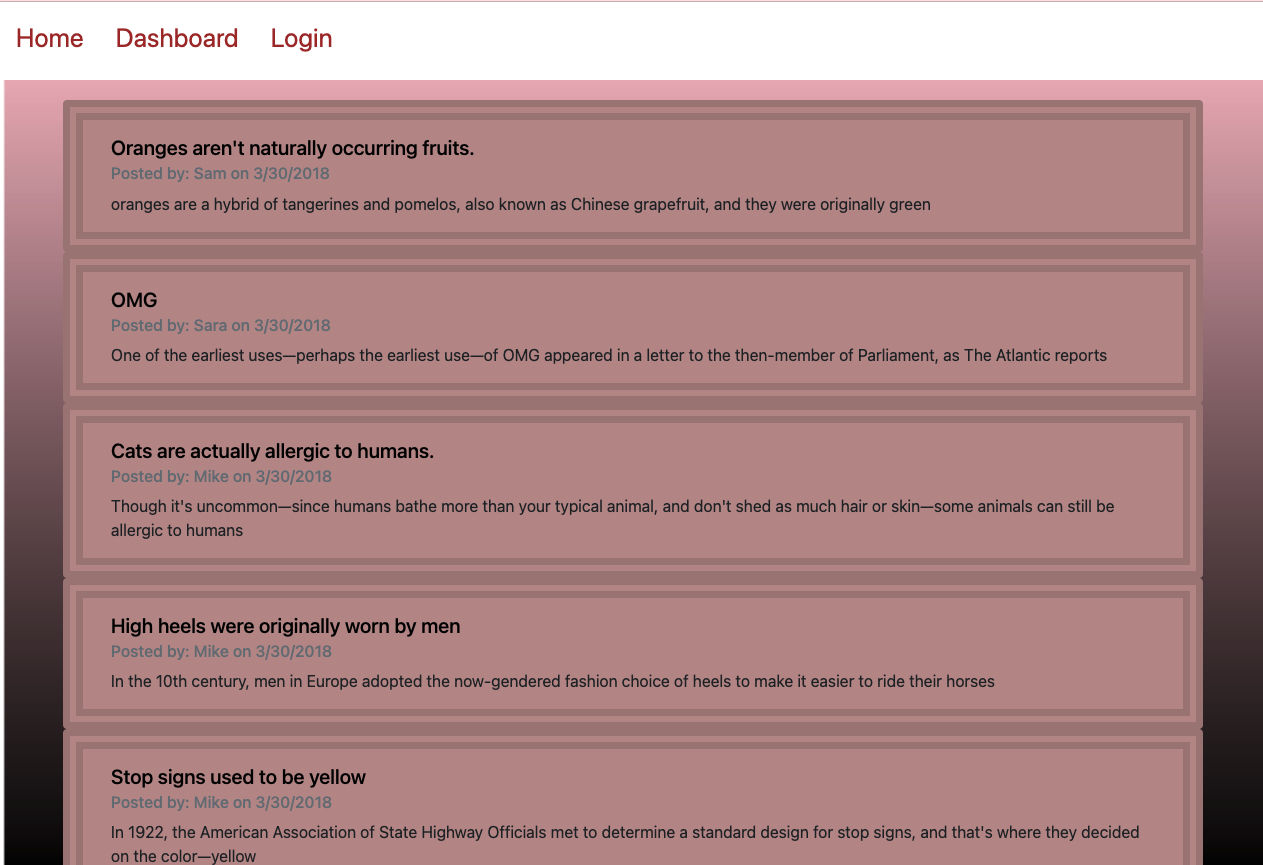 Home Dashboard Login
Oranges aren't naturally occurring fruits.
Posted by: Sam on 3/30/2018
oranges are a hybrid of tangerines and pomelos, also known as Chinese grapefruit, and they were originally green
OMG
Posted by: Sara on 3/30/2018
One of the earliest uses—perhaps the earliest use—of OMG appeared in a letter to the then-member of Parliament, as The Atlantic reports
Cats are actually allergic to humans.
Posted by: Mike on 3/30/2018
Though it's uncommon—since humans bathe more than your typical animal, and don't shed as much hair or skin—some animals can still be
allergic to humans
High heels were originally worn by men
Posted by: Mike on 3/30/2018
In the 10th century, men in Europe adopted the now-gendered fashion choice of heels to make it easier to ride their horses
Stop signs used to be yellow
Posted by: Mike on 3/30/2018
In 1922, the American Association of State Highway Officials met to determine a standard design for stop signs, and that's where they decided
on the color—yellow